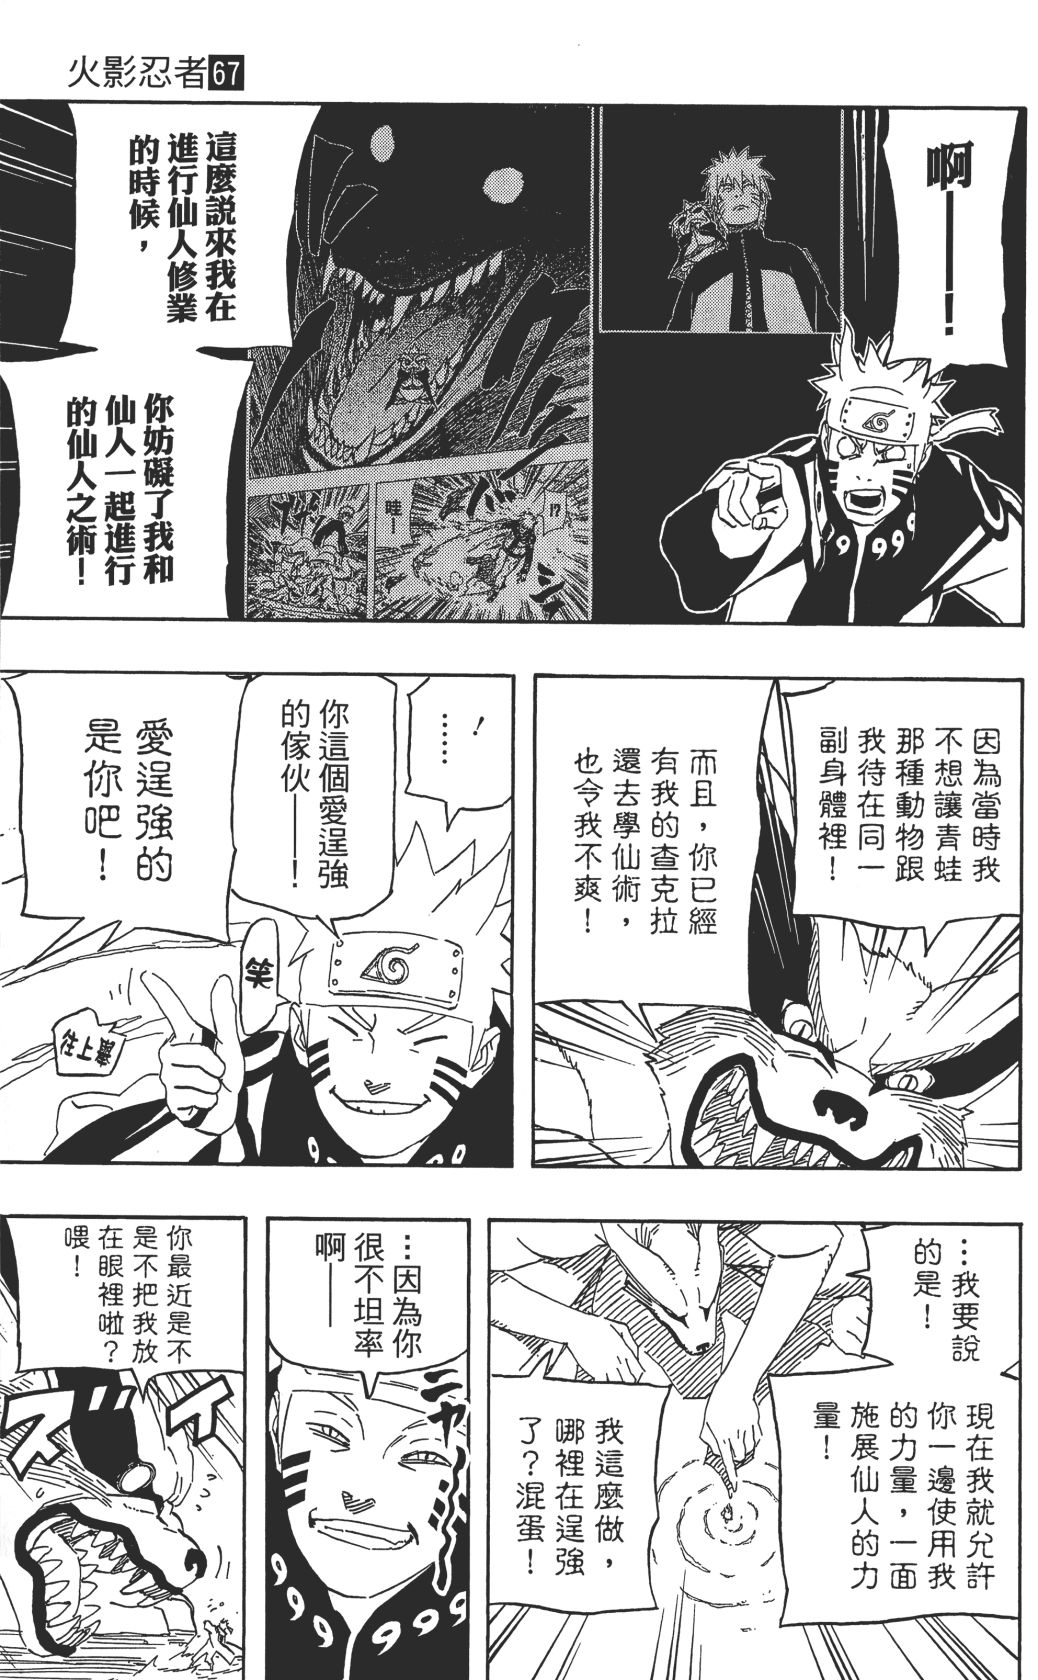 火影忍者67
啊——！
這麼說來我在
進行仙人修業
的時候，
你妨礙了我和
仙人一起進行
的仙人之術！
!?
哇—
因為當時我
不想讓青蛙
那種動物跟
我待在同一
副身體裡！
而且，你已經
有我的查克拉
還去學仙術，
也令我不爽！
！
……
你這個愛逞強
的傢伙——！
愛逞強的
是你吧！
笑
往上舉
…我要說
的是！
現在我就允許
你一邊使用我
的力量，一面
施展仙人的力
量！
我這麼做，
哪裡在逞強
了？混蛋！
…因為你
很不坦率
啊——
ニヤ
你最近是不
是不把我放
在眼裡啦？
喂！